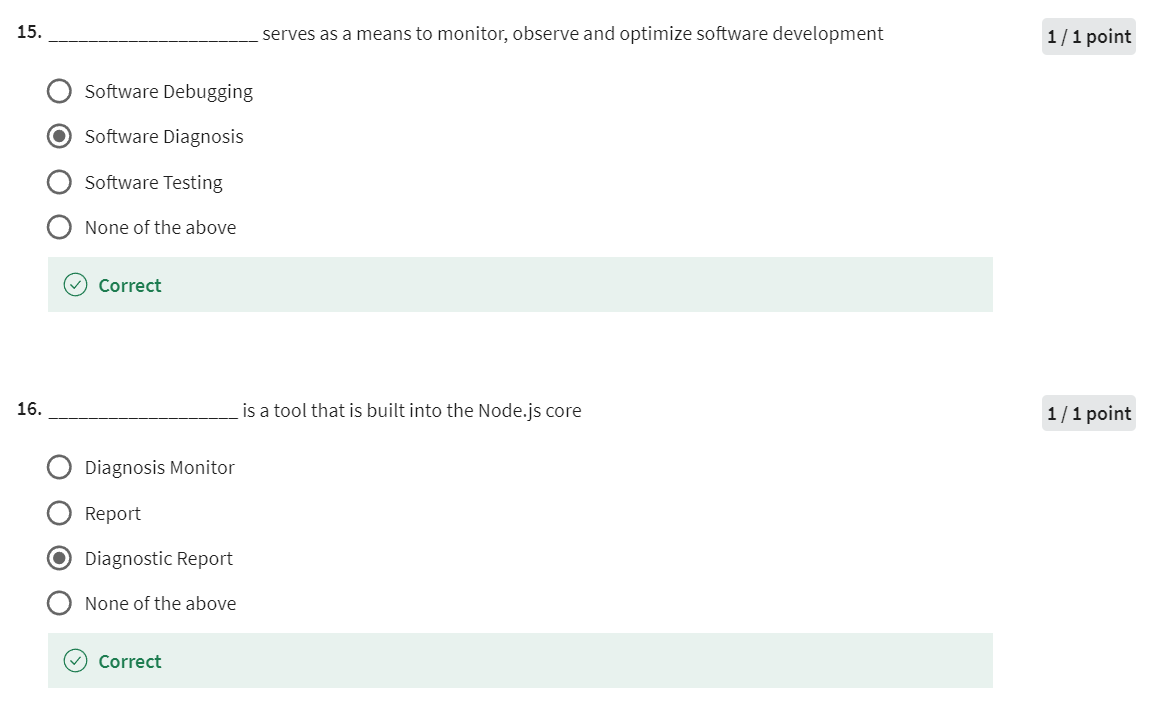 15. _____________________ serves as a means to monitor, observe and optimize software development
1 / 1 point
Software Debugging
Software Diagnosis
Software Testing
None of the above
Correct
16. ___________________ is a tool that is built into the Node.js core
1 / 1 point
Diagnosis Monitor
Report
Diagnostic Report
None of the above
Correct